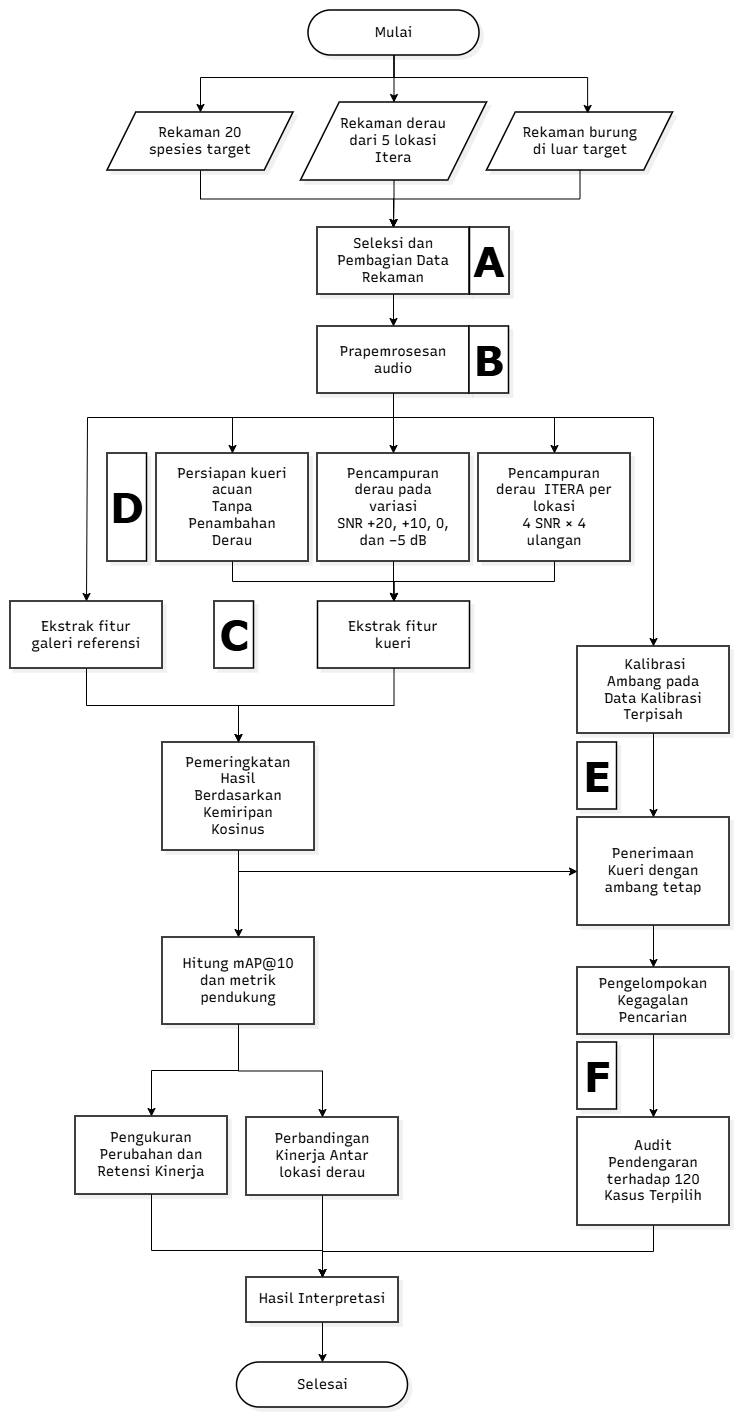 Mulai
Rekaman 20
spesies target
Rekaman derau
dari 5 lokasi
Itera
Rekaman burung
di luar target
Seleksi dan
Pembagian Data
Rekaman
A
Prapemrosesan
audio
B
D
Persiapan kueri
acuan
Tanpa
Penambahan
Derau
Pencampuran
derau pada
variasi
SNR +20, +10, 0,
dan −5 dB
Pencampuran
derau ITERA per
lokasi
4 SNR × 4
ulangan
Ekstrak fitur
galeri referensi
C
Ekstrak fitur
kueri
Kalibrasi
Ambang pada
Data Kalibrasi
Terpisah
Pemeringkatan
Hasil
Berdasarkan
Kemiripan
Kosinus
E
Penerimaan
Kueri dengan
ambang tetap
Hitung mAP@10
dan metrik
pendukung
Pengelompokan
Kegagalan
Pencarian
F
Pengukuran
Perubahan dan
Retensi Kinerja
Perbandingan
Kinerja Antar
lokasi derau
Audit
Pendengaran
terhadap 120
Kasus Terpilih
Hasil Interpretasi
Selesai